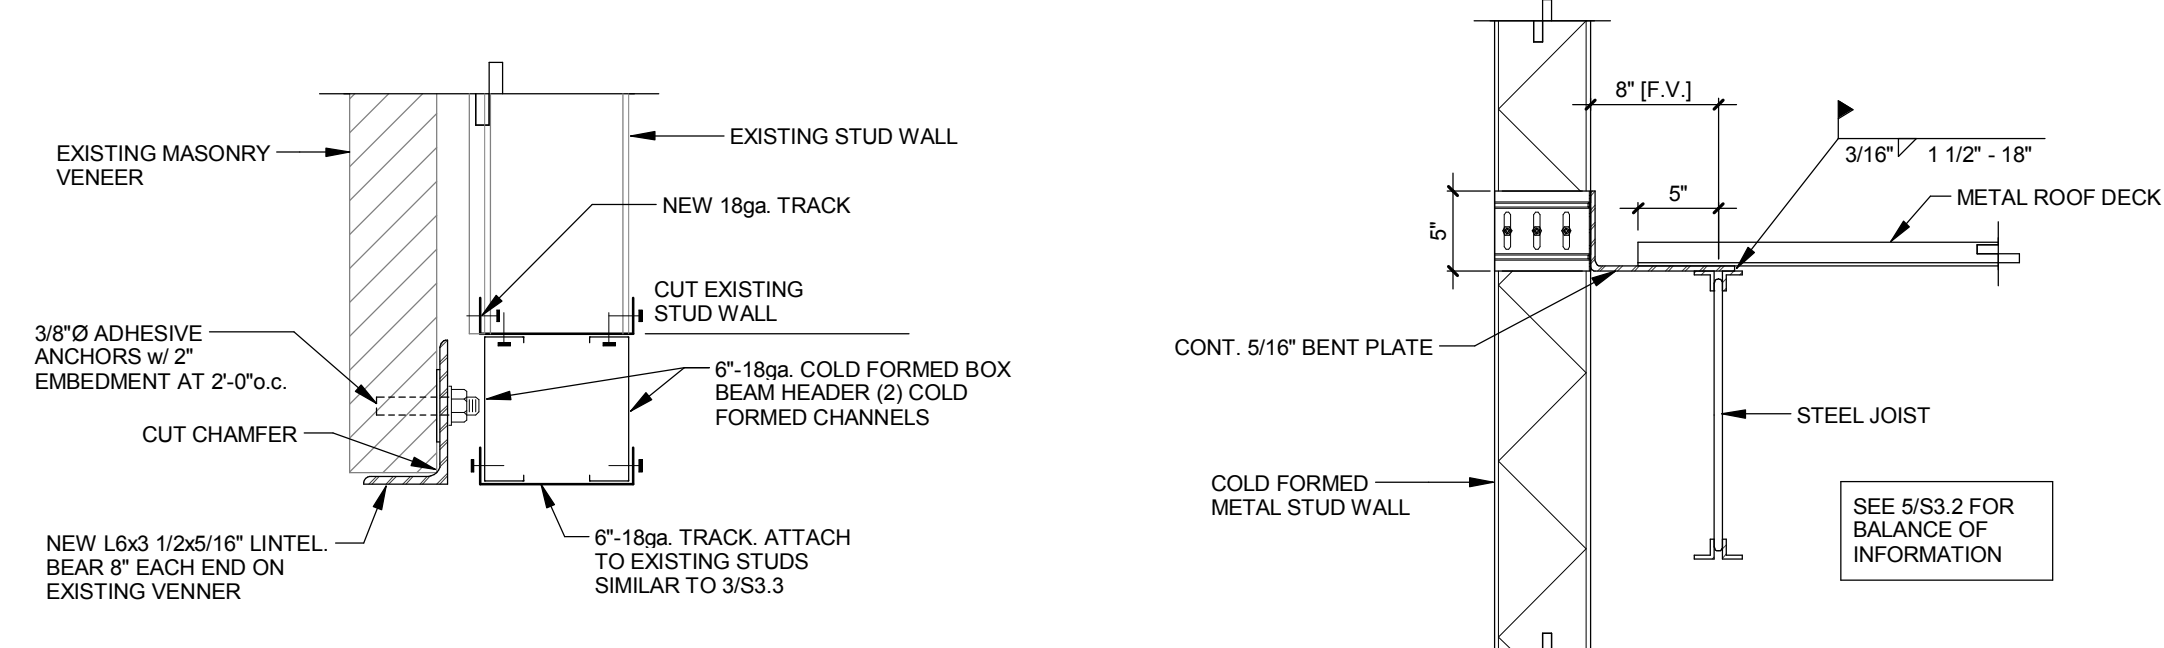 EXISTING MASONRY
VENEER
EXISTING STUD WALL
NEW 18ga. TRACK
CUT EXISTING
STUD WALL
3/8"Ø ADHESIVE
ANCHORS w/ 2"
EMBEDMENT AT 2'-0"o.c.
6"-18ga. COLD FORMED BOX
BEAM HEADER (2) COLD
FORMED CHANNELS
CUT CHAMFER
NEW L6x3 1/2x5/16" LINTEL.
BEAR 8" EACH END ON
EXISTING VENNER
6"-18ga. TRACK. ATTACH
TO EXISTING STUDS
SIMILAR TO 3/S3.3
8" [F.V.]
3/16" 1 1/2" - 18"
5"
METAL ROOF DECK
5"
CONT. 5/16" BENT PLATE
STEEL JOIST
COLD FORMED
METAL STUD WALL
SEE 5/S3.2 FOR
BALANCE OF
INFORMATION